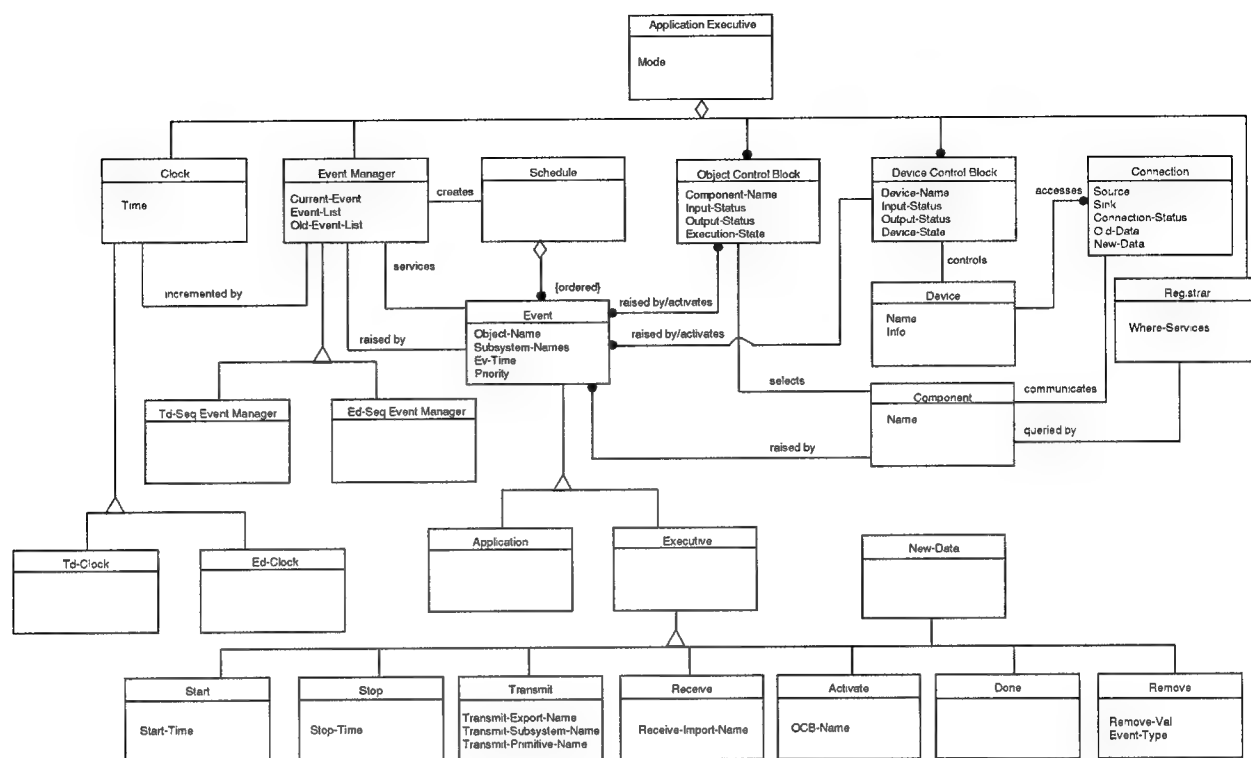 Application Executive
Mode
Clock
Time
Event Manager
Current-Event
Event-List
Old-Event-List
creates
Schedule
Object Control Block
Component-Name
Input-Status
Output-Status
Execution-State
Device Control Block
Device-Name
Input-Status
Output-Status
Device-State
accesses
Connection
Source
Sink
Connection-Status
Old-Data
New-Data
services
controls
incremented by
{ordered}
raised by/activates
Device
Name
Info
Registrar
Where-Services
Event
Object-Name
Subsystem-Names
Ev-Time
Priority
raised by
raised by/activates
selects
communicates
Component
Name
Td-Seq Event Manager
Ed-Seq Event Manager
queried by
raised by
Application
Executive
New-Data
Td-Clock
Ed-Clock
Start
Start-Time
Stop
Stop-Time
Transmit
Transmit-Export-Name
Transmit-Subsystem-Name
Transmit-Primitive-Name
Receive
Receive-Import-Name
Activate
OCB-Name
Done
Remove
Remove-Val
Event-Type